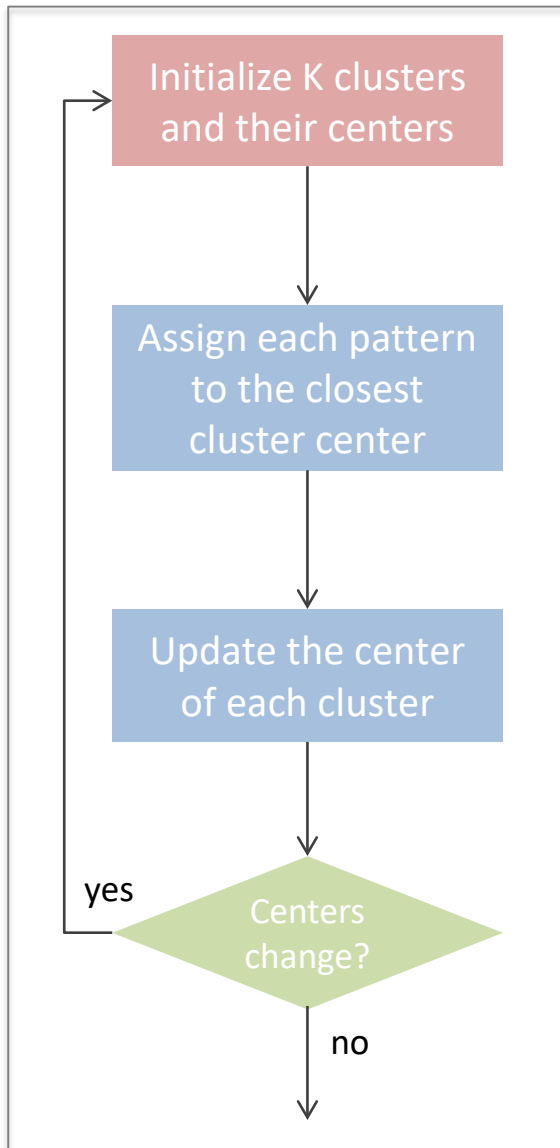 Initialize K clusters
and their centers
Assign each pattern
to the closest
cluster center
Update the center
of each cluster
yes
Centers
change?
no